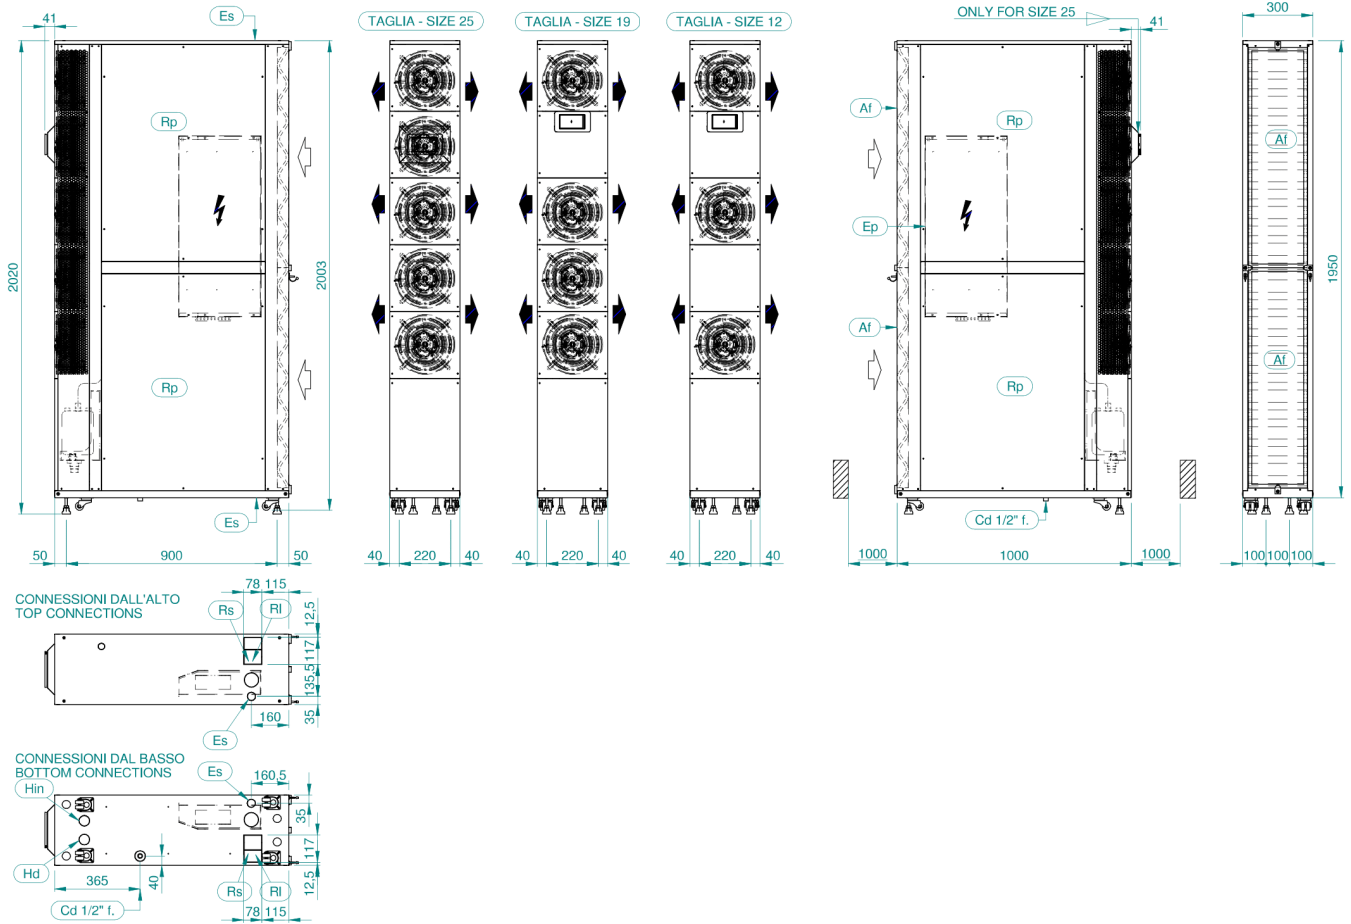 41
Es
TAGLIA - SIZE 25
TAGLIA - SIZE 19
TAGLIA - SIZE 12
ONLY FOR SIZE 25
41
300
Rp
Af
Rp
Af
Ep
2020
2003
1950
Af
Af
Rp
Rp
Es
Cd 1/2" f.
50
900
50
40
220
40
40
220
40
40
220
40
1000
1000
1000
100
100
100
CONNESSIONI DALL'ALTO
TOP CONNECTIONS
78
115
Rs
Rl
12,5
117
135,5
35
160
Es
CONNESSIONI DAL BASSO
BOTTOM CONNECTIONS
Es
160,5
Hin
35
117
12,5
Hd
365
40
Rs
Rl
Cd 1/2" f.
78
115